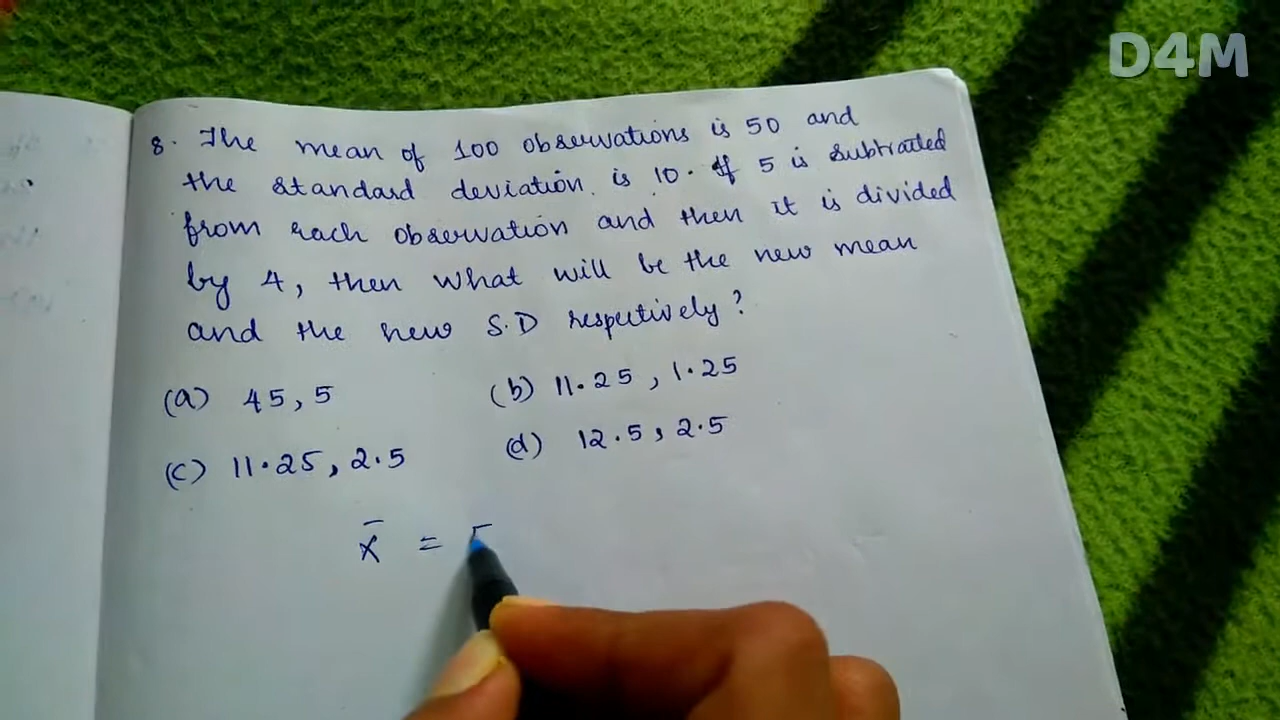 D4M
8. The mean of 100 observations is 50 and
the standard deviation is 10. If 5 is subtracted
from each observation and then it is divided
by 4, then what will be the new mean
and the new S.D respectively?
(a) 45, 5 (b) 11.25, 1.25
(c) 11.25, 2.5 (d) 12.5, 2.5
x̄ = 5